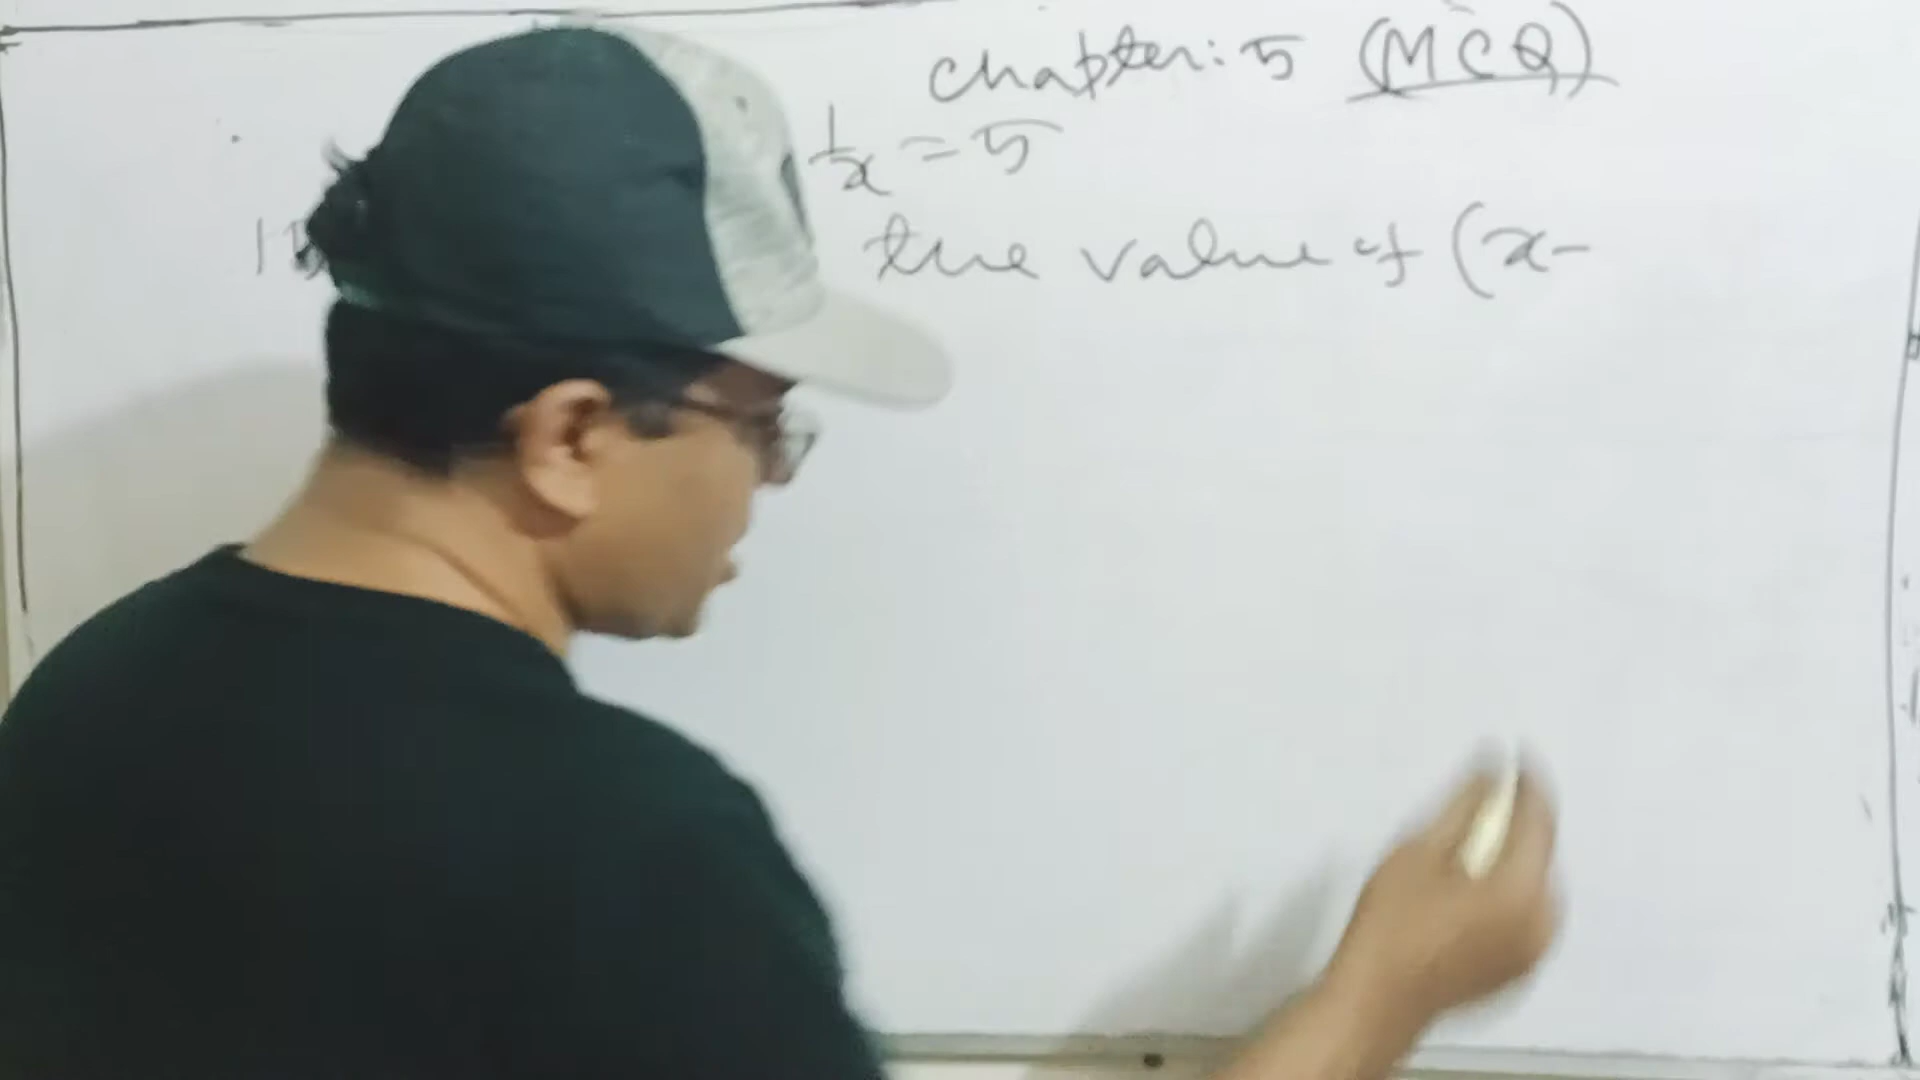 chapter: 5 (MCQ)
1/x = 5
the value of (x-